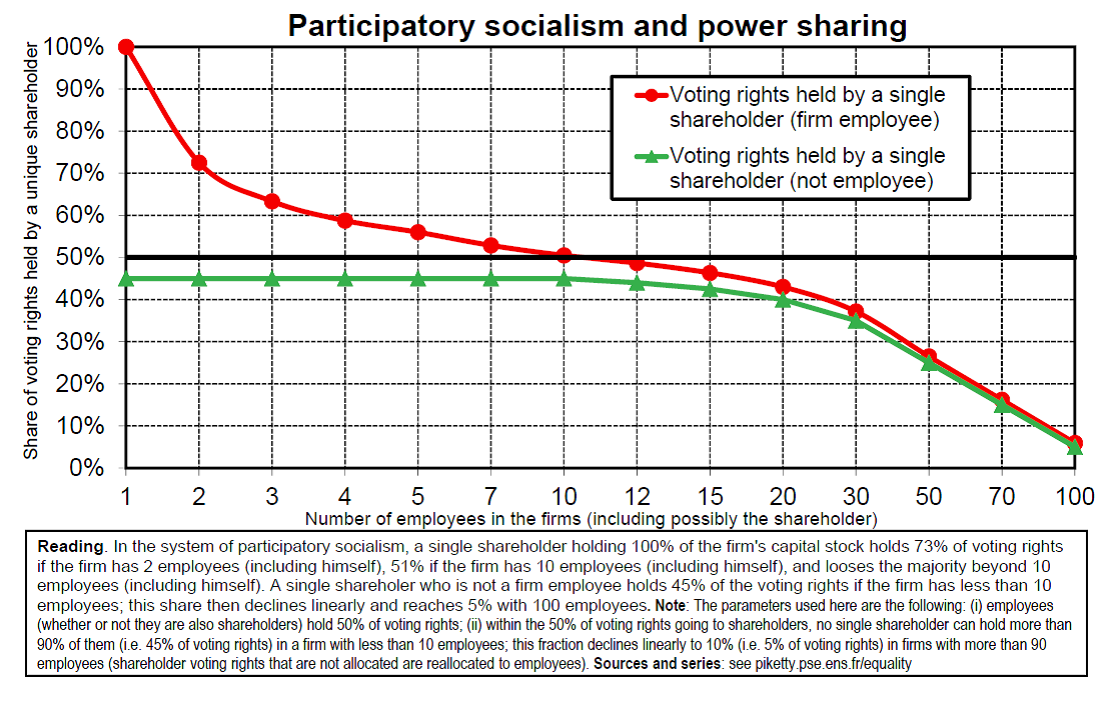 Participatory socialism and power sharing
Share of voting rights held by a unique shareholder
100%
90%
80%
70%
60%
50%
40%
30%
20%
10%
0%
Voting rights held by a single
shareholder (firm employee)
Voting rights held by a single
shareholder (not employee)
1 2 3 4 5 7 10 12 15 20 30 50 70 100
Number of employees in the firms (including possibly the shareholder)
Reading. In the system of participatory socialism, a single shareholder holding 100% of the firm's capital stock holds 73% of voting rights
if the firm has 2 employees (including himself), 51% if the firm has 10 employees (including himself), and looses the majority beyond 10
employees (including himself). A single shareholer who is not a firm employee holds 45% of the voting rights if the firm has less than 10
employees; this share then declines linearly and reaches 5% with 100 employees. Note: The parameters used here are the following: (i) employees
(whether or not they are also shareholders) hold 50% of voting rights; (ii) within the 50% of voting rights going to shareholders, no single shareholder can hold more than
90% of them (i.e. 45% of voting rights) in a firm with less than 10 employees; this fraction declines linearly to 10% (i.e. 5% of voting rights) in firms with more than 90
employees (shareholder voting rights that are not allocated are reallocated to employees). Sources and series: see piketty.pse.ens.fr/equality